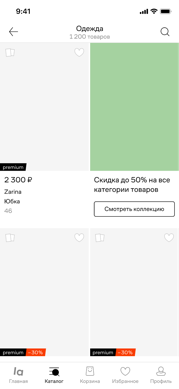 9:41
Одежда
1 200 товаров
premium
2 300 ₽
Zarina
Юбка
46
Скидка до 50% на все
категории товаров
Смотреть коллекцию
premium -30%
premium -30%
la
Главная Каталог Корзина Избранное Профиль